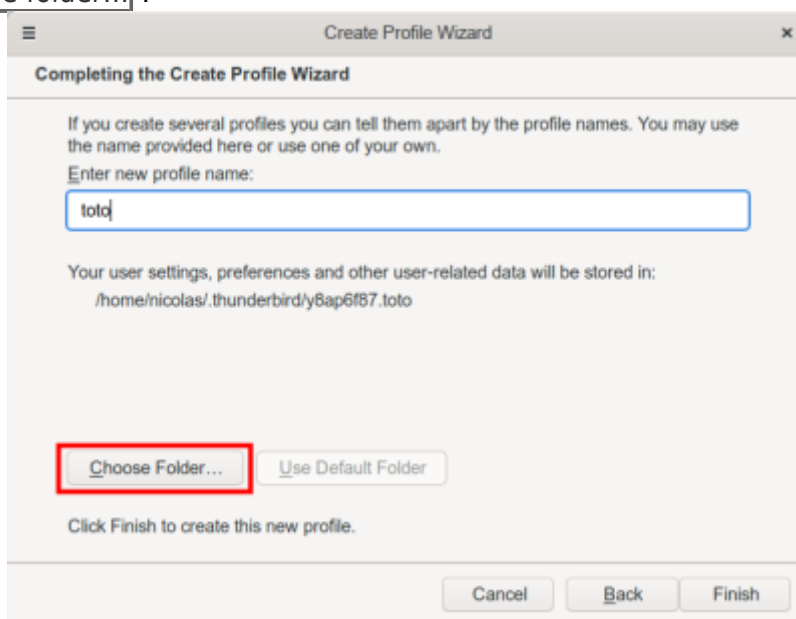 e folder...
Create Profile Wizard
Completing the Create Profile Wizard
If you create several profiles you can tell them apart by the profile names. You may use
the name provided here or use one of your own.
Enter new profile name:
toto
Your user settings, preferences and other user-related data will be stored in:
/home/nicolas/.thunderbird/y8ap6f87.toto
Choose Folder...
Use Default Folder
Click Finish to create this new profile.
Cancel
Back
Finish